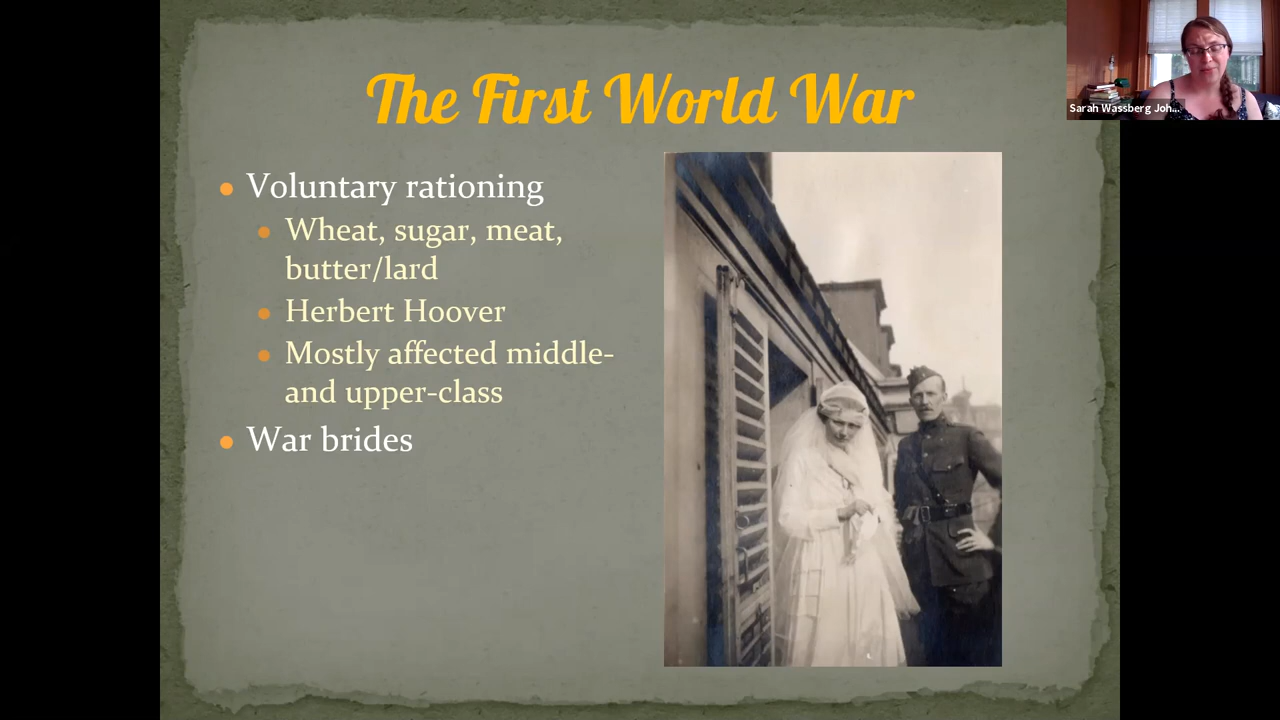 The First World War
Sarah Wassberg Joh...
Voluntary rationing
Wheat, sugar, meat,
butter/lard
Herbert Hoover
Mostly affected middle-
and upper-class
War brides